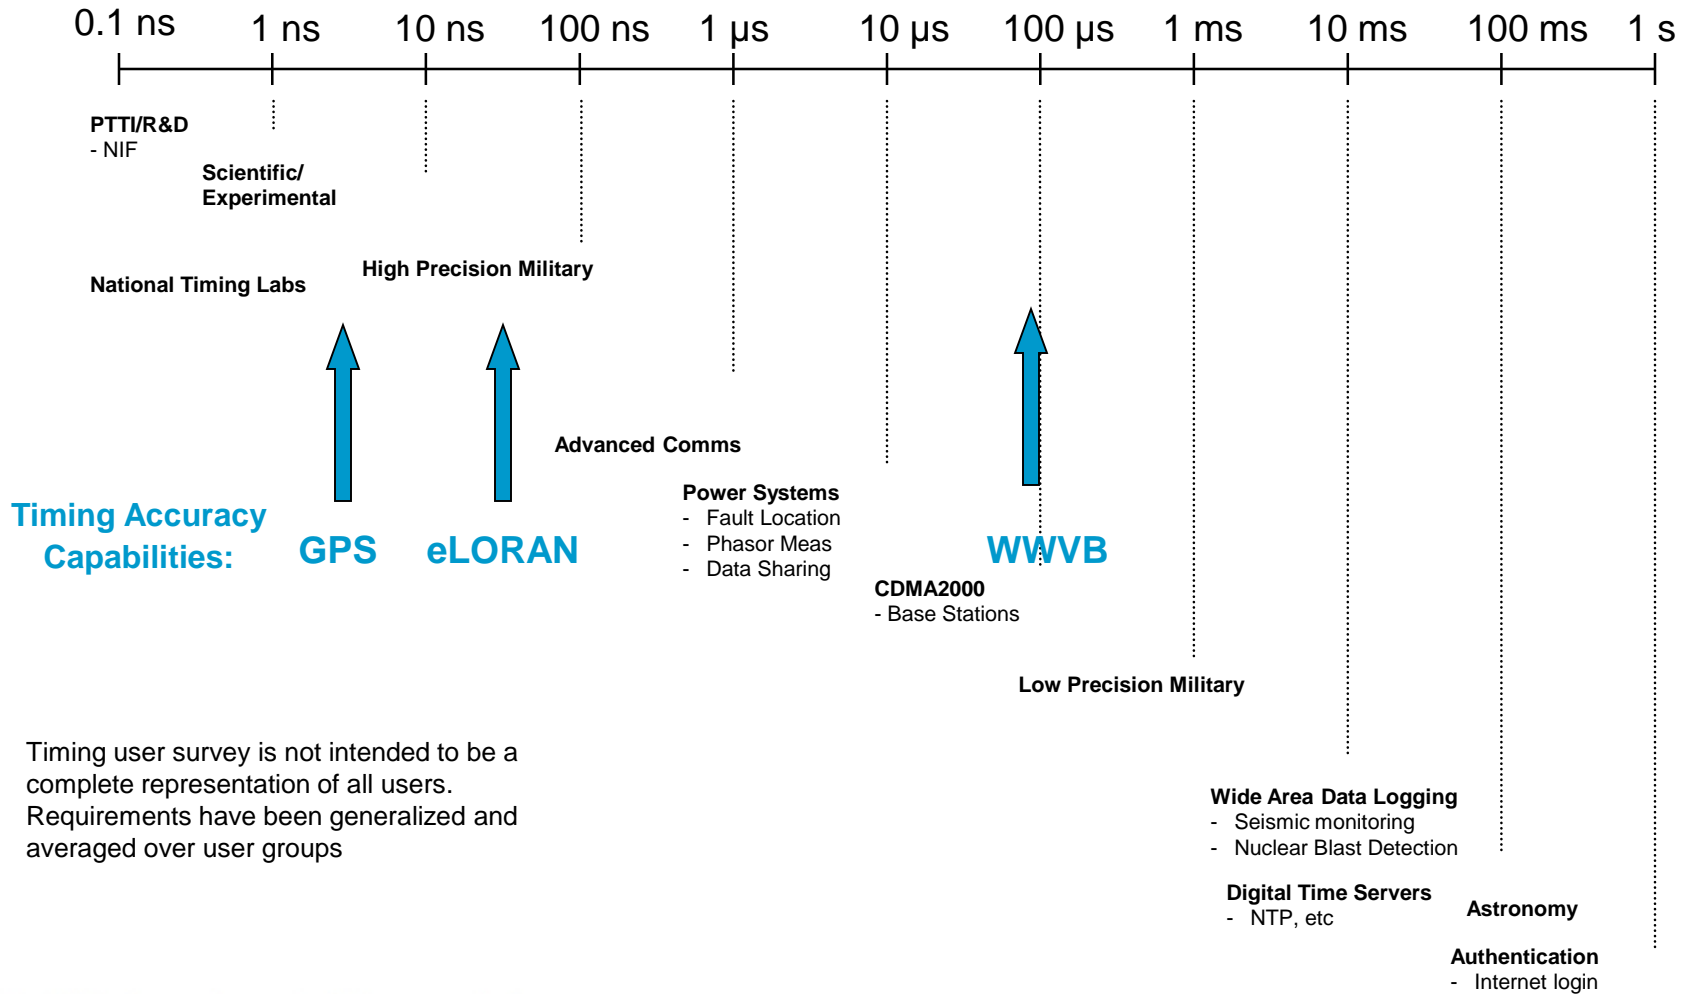 0.1 ns 1 ns 10 ns 100 ns 1 µs 10 µs 100 µs 1 ms 10 ms 100 ms 1 s
PTTI/R&D
- NIF
Scientific/
Experimental
National Timing Labs
High Precision Military
Advanced Comms
Power Systems
- Fault Location
- Phasor Meas
- Data Sharing
Timing Accuracy
Capabilities:
GPS
eLORAN
WWVB
CDMA2000
- Base Stations
Low Precision Military
Timing user survey is not intended to be a
complete representation of all users.
Requirements have been generalized and
averaged over user groups
Wide Area Data Logging
- Seismic monitoring
- Nuclear Blast Detection
Digital Time Servers
- NTP, etc
Astronomy
Authentication
- Internet login